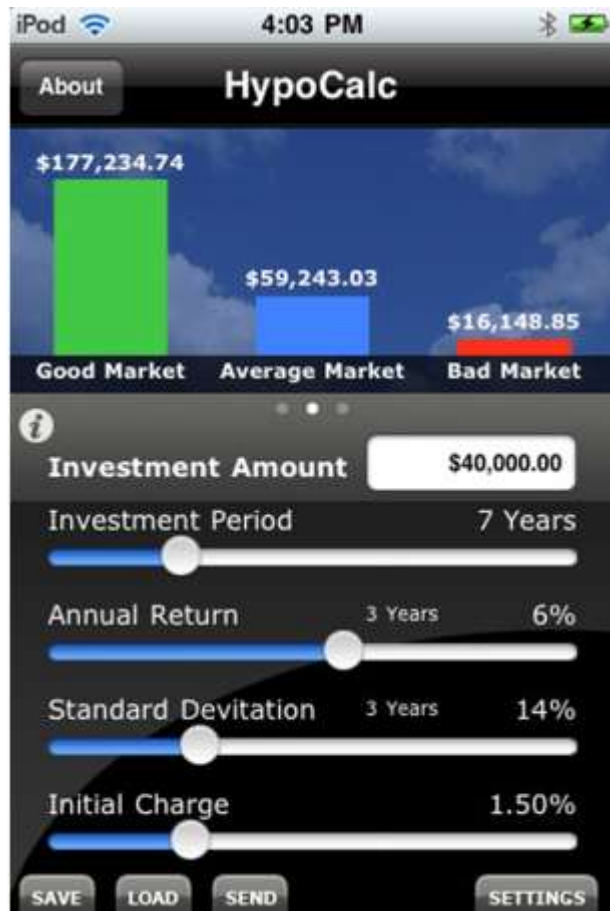 iPod 4:03 PM
About HypoCalc
$177,234.74
$59,243.03
$16,148.85
Good Market Average Market Bad Market
i
Investment Amount $40,000.00
Investment Period 7 Years
Annual Return 3 Years 6%
Standard Devitation 3 Years 14%
Initial Charge 1.50%
SAVE LOAD SEND SETTINGS